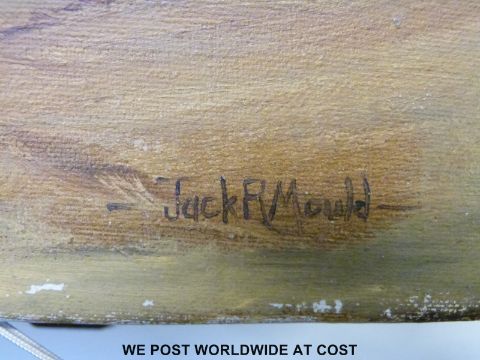 - Jack R Mould -
WE POST WORLDWIDE AT COST